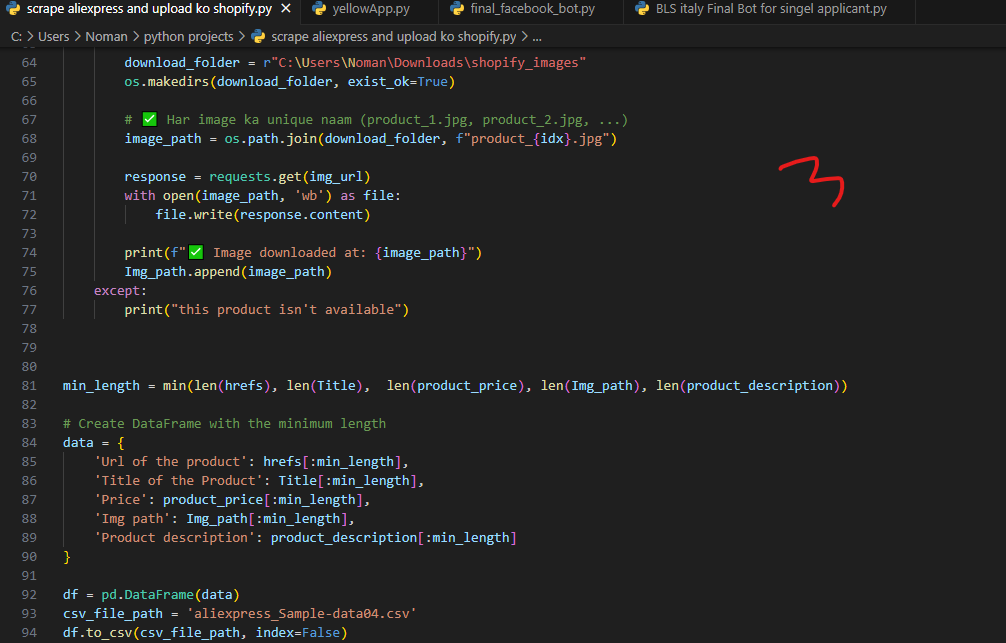 scrape aliexpress and upload ko shopify.py × yellowApp.py final_facebook_bot.py BLS italy Final Bot for singel applicant.py
C: > Users > Noman > python projects > scrape aliexpress and upload ko shopify.py > ...
64 download_folder = r"C:\Users\Noman\Downloads\shopify_images"
65 os.makedirs(download_folder, exist_ok=True)
66
67 # ✅ Har image ka unique naam (product_1.jpg, product_2.jpg, ...)
68 image_path = os.path.join(download_folder, f"product_{idx}.jpg")
69
70 response = requests.get(img_url)
71 with open(image_path, 'wb') as file:
72 file.write(response.content)
73
74 print(f"✅ Image downloaded at: {image_path}")
75 Img_path.append(image_path)
76 except:
77 print("this product isn't available")
78
79
80
81 min_length = min(len(hrefs), len(Title),  len(product_price), len(Img_path), len(product_description))
82
83 # Create DataFrame with the minimum length
84 data = {
85 'Url of the product': hrefs[:min_length],
86 'Title of the Product': Title[:min_length],
87 'Price': product_price[:min_length],
88 'Img path': Img_path[:min_length],
89 'Product description': product_description[:min_length]
90 }
91
92 df = pd.DataFrame(data)
93 csv_file_path = 'aliexpress_Sample-data04.csv'
94 df.to_csv(csv_file_path, index=False)
3